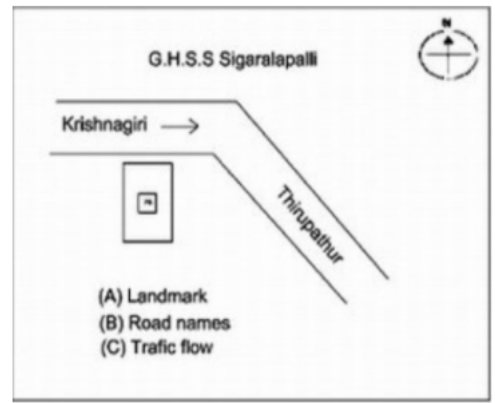 N
G.H.S.S Sigaralapalli
Krishnagiri
Thirupathur
(A) Landmark
(B) Road names
(C) Trafic flow